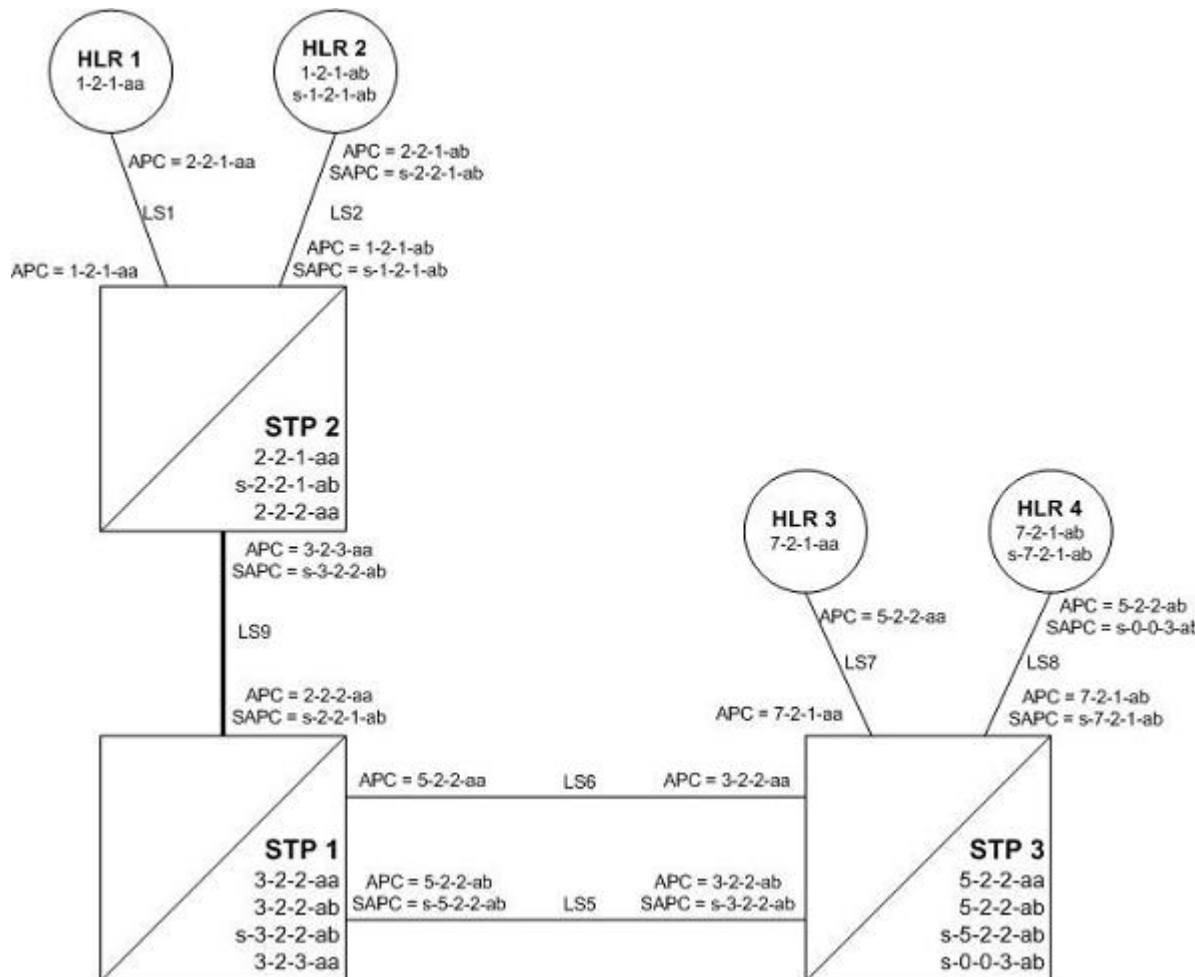 HLR 1
1-2-1-aa
HLR 2
1-2-1-ab
s-1-2-1-ab
APC = 2-2-1-aa
APC = 2-2-1-ab
SAPC = s-2-2-1-ab
LS1
LS2
APC = 1-2-1-aa
APC = 1-2-1-ab
SAPC = s-1-2-1-ab
STP 2
2-2-1-aa
s-2-2-1-ab
2-2-2-aa
APC = 3-2-3-aa
SAPC = s-3-2-2-ab
LS9
APC = 2-2-2-aa
SAPC = s-2-2-1-ab
HLR 3
7-2-1-aa
HLR 4
7-2-1-ab
s-7-2-1-ab
APC = 5-2-2-aa
APC = 5-2-2-ab
SAPC = s-0-0-3-ab
LS7
LS8
APC = 7-2-1-aa
APC = 7-2-1-ab
SAPC = s-7-2-1-ab
APC = 5-2-2-aa
LS6
APC = 3-2-2-aa
STP 1
3-2-2-aa
3-2-2-ab
s-3-2-2-ab
3-2-3-aa
APC = 5-2-2-ab
SAPC = s-5-2-2-ab
LS5
APC = 3-2-2-ab
SAPC = s-3-2-2-ab
STP 3
5-2-2-aa
5-2-2-ab
s-5-2-2-ab
s-0-0-3-ab